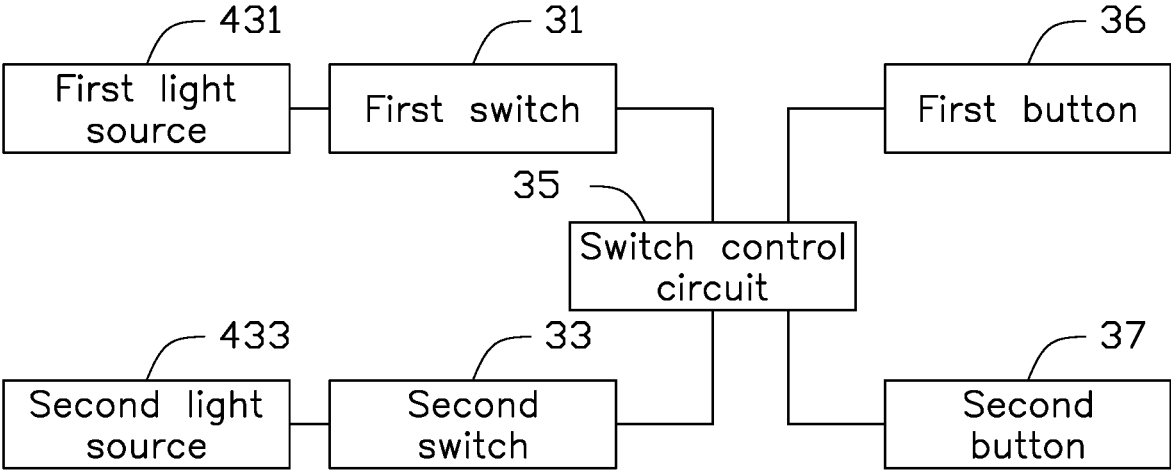 431
31
36
First light
source
First switch
First button
35
Switch control
circuit
433
33
37
Second light
source
Second
switch
Second
button